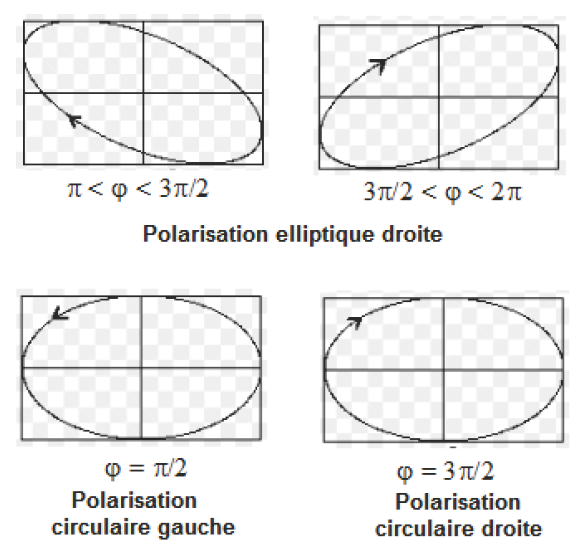 π < φ < 3π/2
3π/2 < φ < 2π
Polarisation elliptique droite
φ = π/2
φ = 3π/2
Polarisation
circulaire gauche
Polarisation
circulaire droite